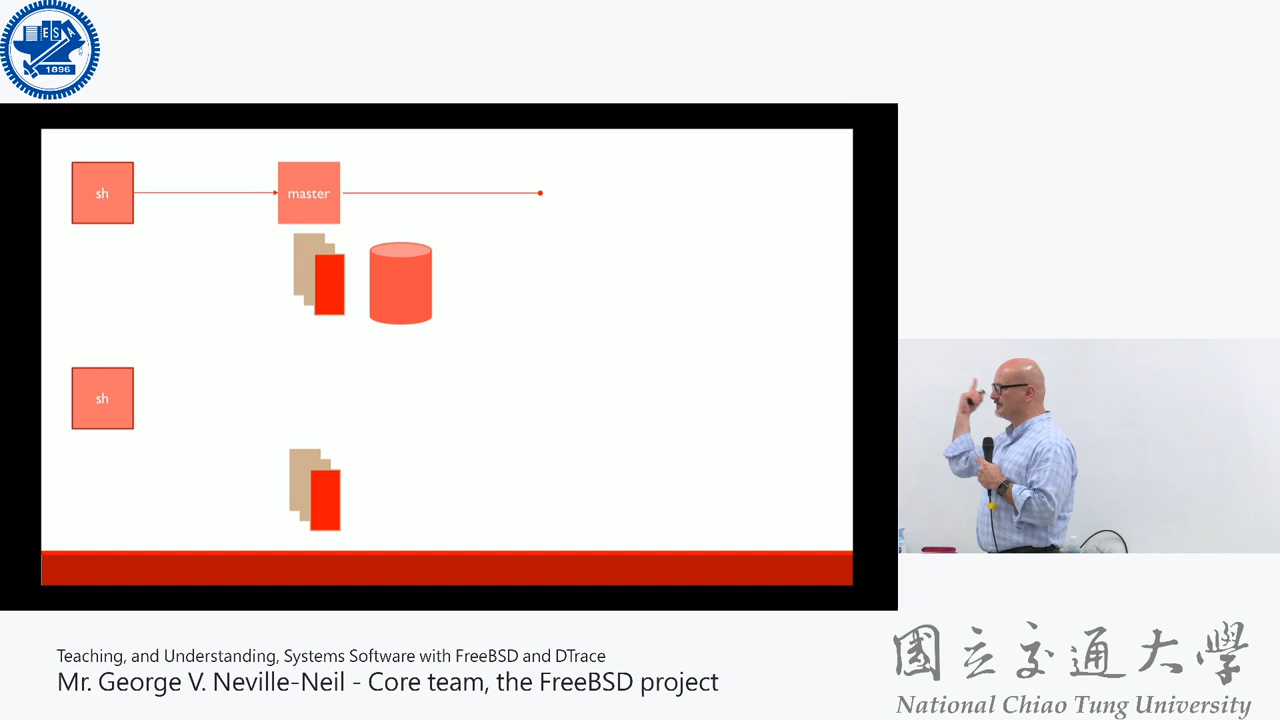 E S A
1896
sh
master
sh
Teaching, and Understanding, Systems Software with FreeBSD and DTrace
Mr. George V. Neville-Neil - Core team, the FreeBSD project
國立交通大學
National Chiao Tung University